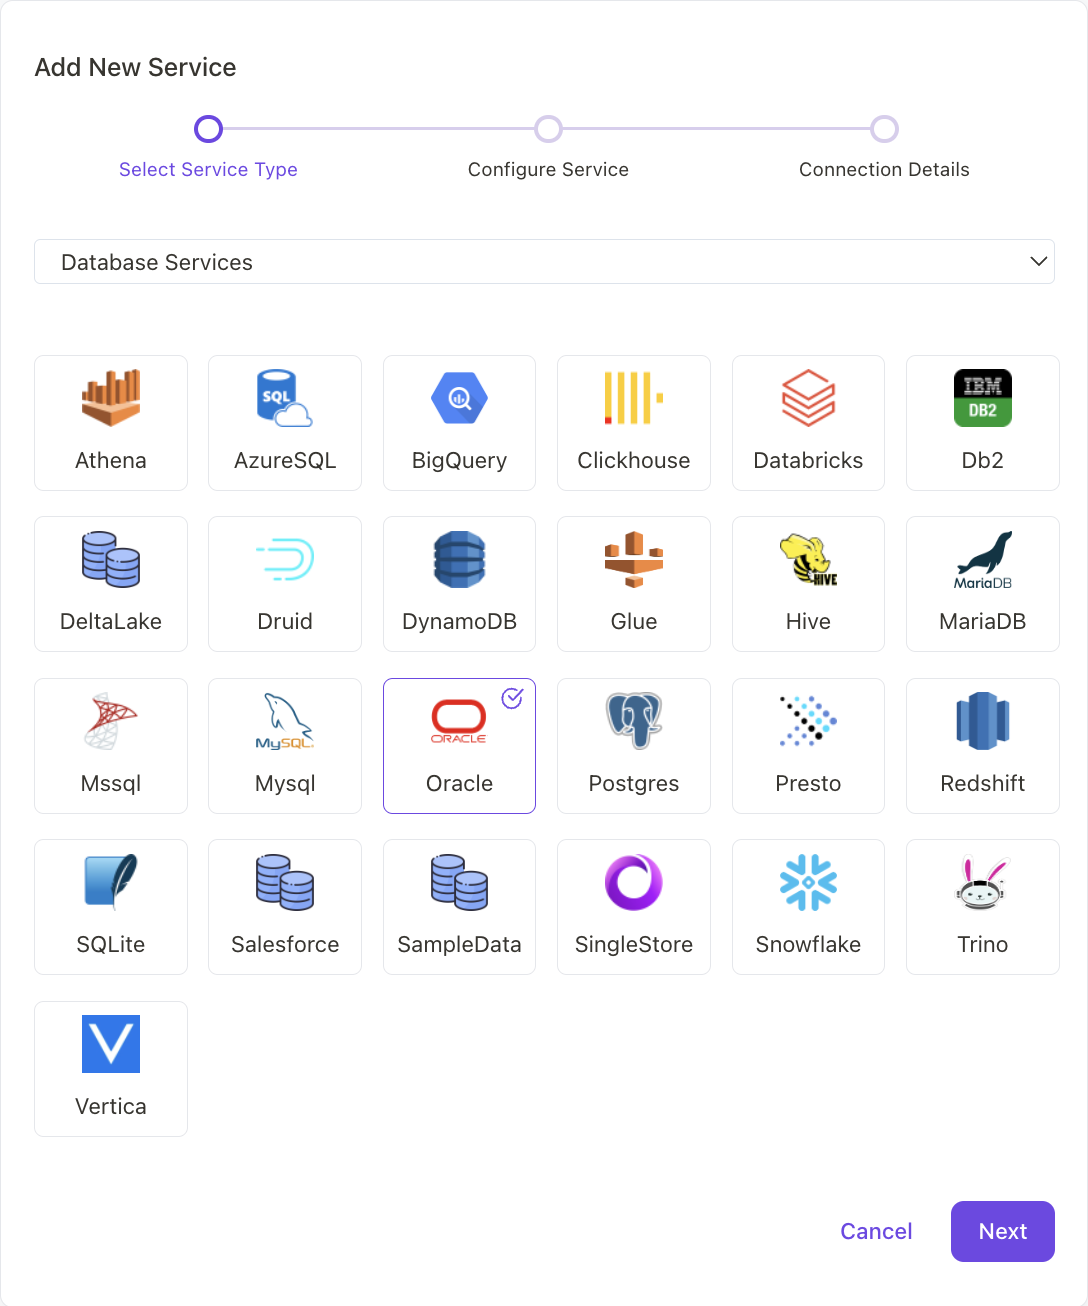 Add New Service
Select Service Type
Configure Service
Connection Details
Database Services
SQL
IBM
DB2
Athena
AzureSQL
BigQuery
Clickhouse
Databricks
Db2
HIVE
MariaDB
DeltaLake
Druid
DynamoDB
Glue
Hive
MariaDB
MySQL
ORACLE
Mssql
Mysql
Oracle
Postgres
Presto
Redshift
SQLite
Salesforce
SampleData
SingleStore
Snowflake
Trino
V
Vertica
Cancel
Next